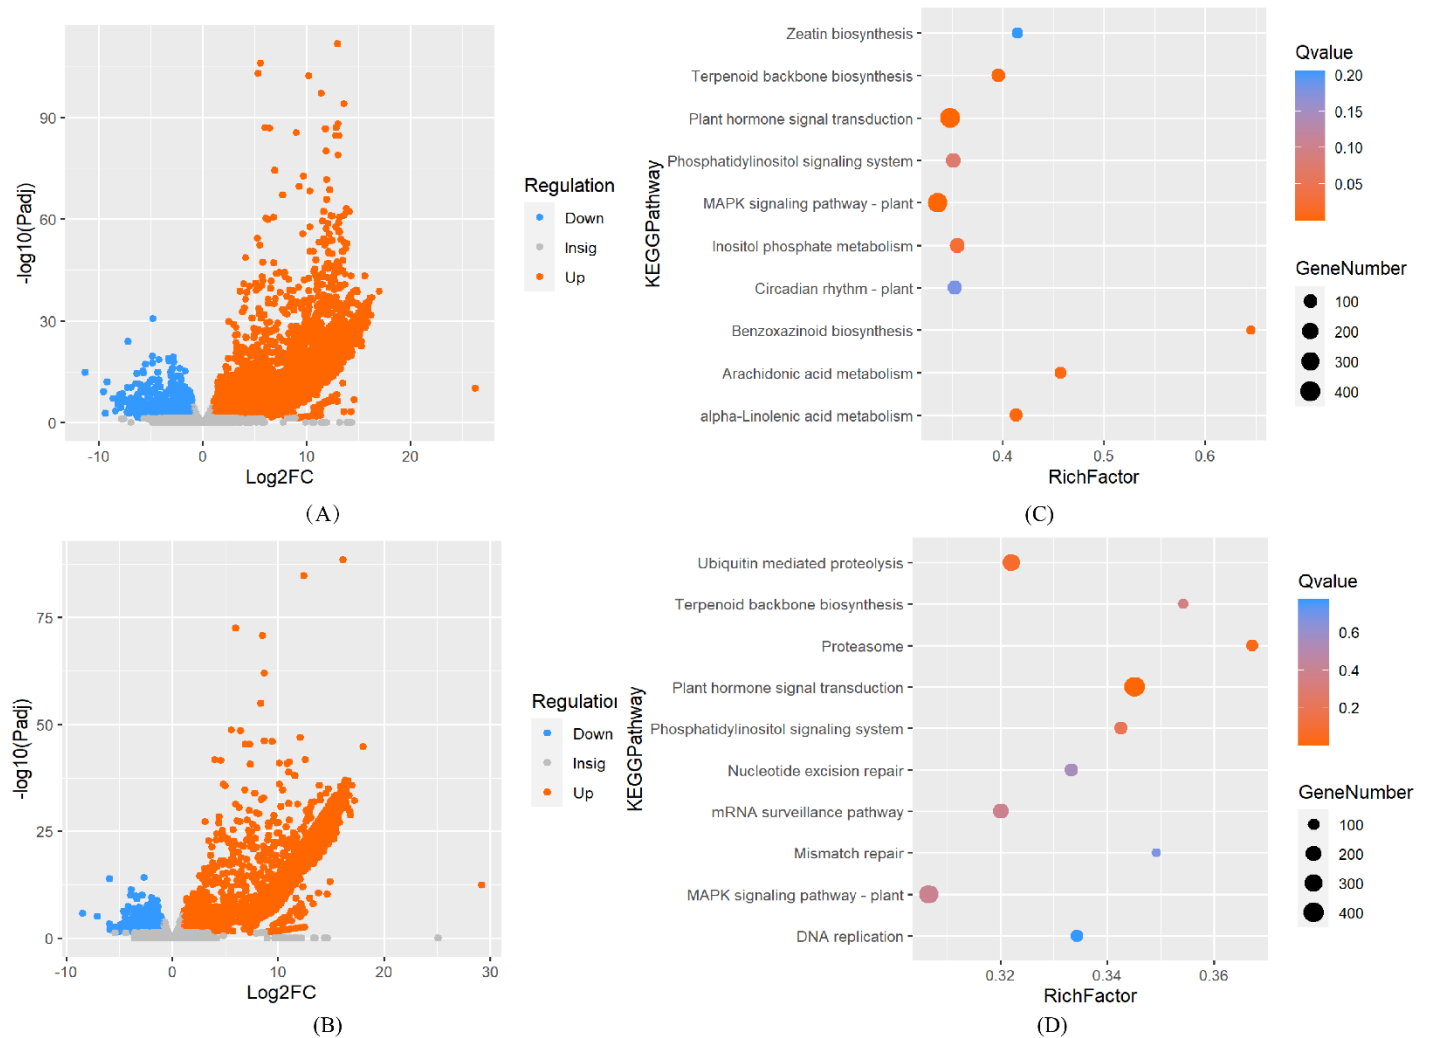 -log10(Padj)
90
60
30
0
-10
0
10
20
Log2FC
Regulation
Down
Insig
Up
(A)
KEGGPathway
Zeatin biosynthesis
Terpenoid backbone biosynthesis
Plant hormone signal transduction
Phosphatidylinositol signaling system
MAPK signaling pathway - plant
Inositol phosphate metabolism
Circadian rhythm - plant
Benzoxazinoid biosynthesis
Arachidonic acid metabolism
alpha-Linolenic acid metabolism
0.4
0.5
0.6
RichFactor
Qvalue
0.20
0.15
0.10
0.05
GeneNumber
100
200
300
400
(C)
-log10(Padj)
75
50
25
0
-10
0
10
20
30
Log2FC
Regulation
Down
Insig
Up
(B)
KEGGPathway
Ubiquitin mediated proteolysis
Terpenoid backbone biosynthesis
Proteasome
Plant hormone signal transduction
Phosphatidylinositol signaling system
Nucleotide excision repair
mRNA surveillance pathway
Mismatch repair
MAPK signaling pathway - plant
DNA replication
0.32
0.34
0.36
RichFactor
Qvalue
0.6
0.4
0.2
GeneNumber
100
200
300
400
(D)